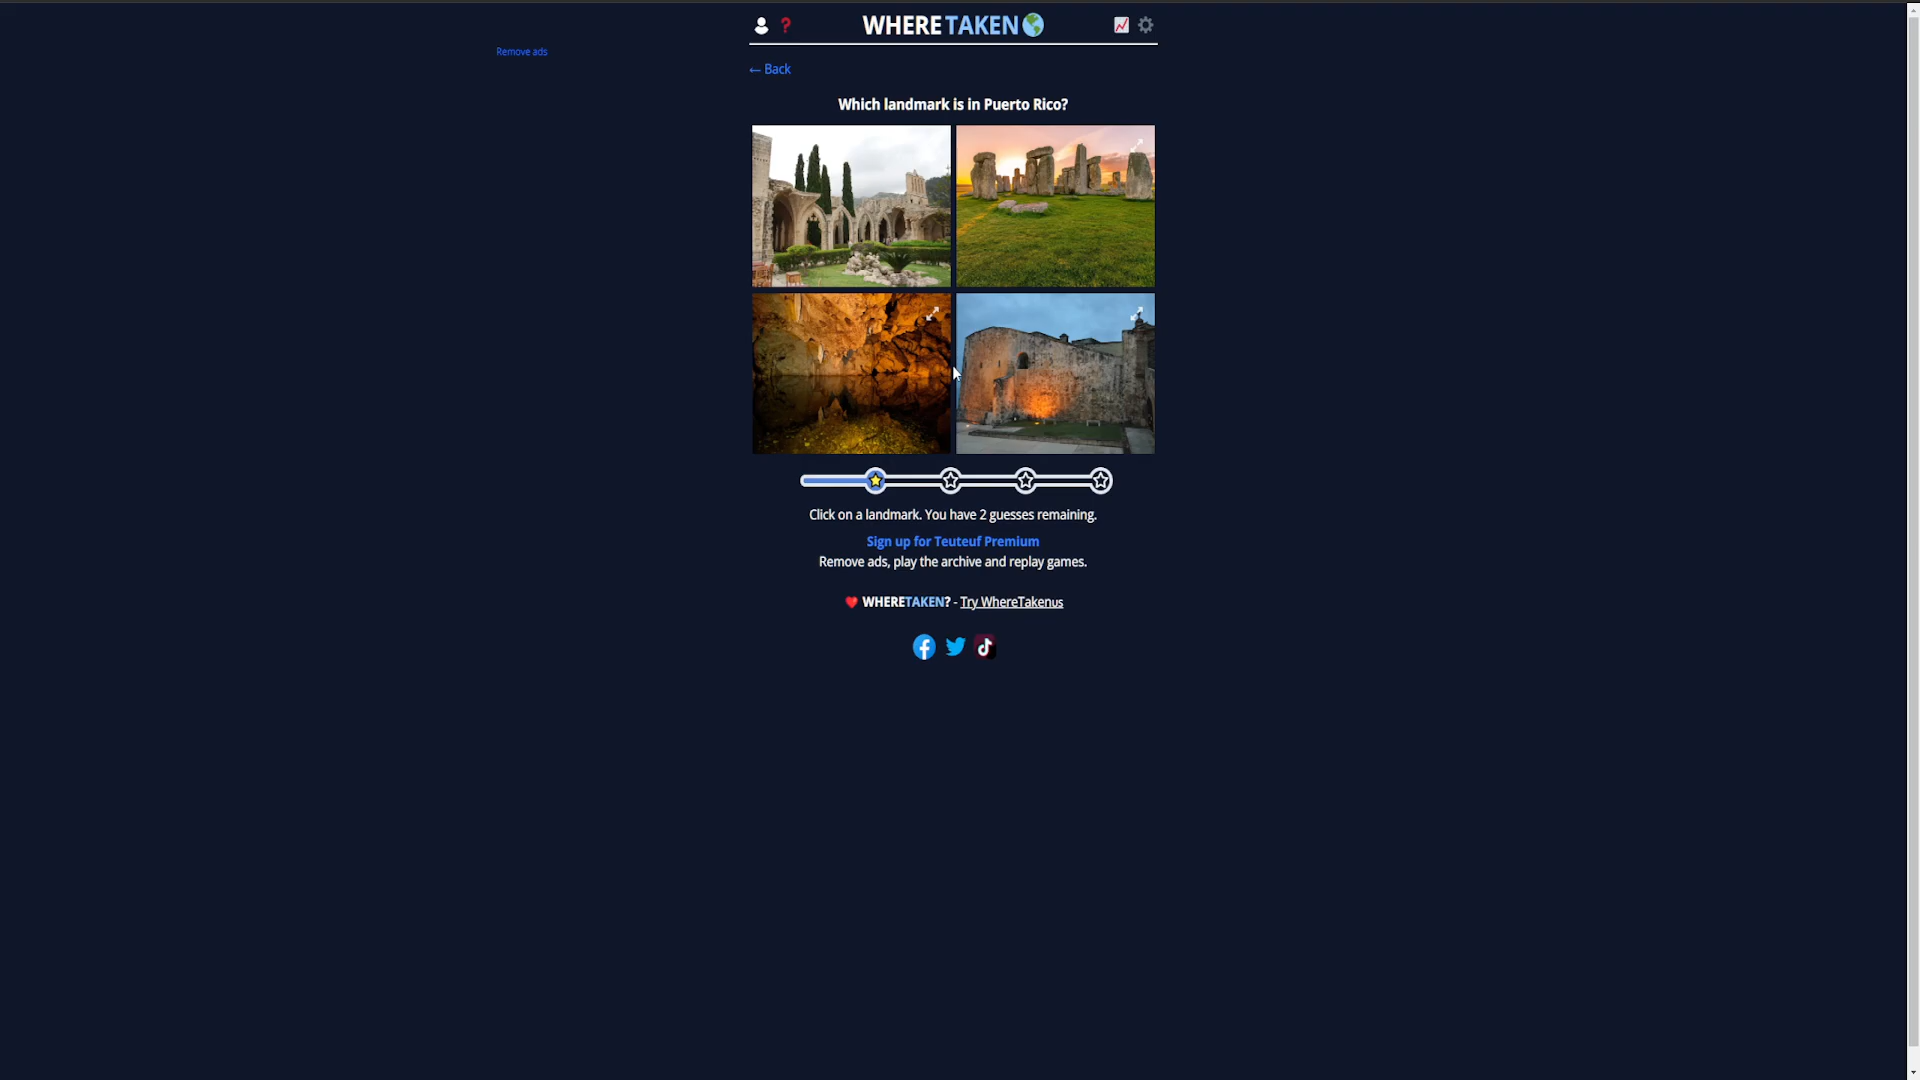 WHERETAKEN
Remove ads
← Back
Which landmark is in Puerto Rico?
Click on a landmark. You have 2 guesses remaining.
Sign up for Teuteuf Premium
Remove ads, play the archive and replay games.
WHERETAKEN? - Try WhereTakenus